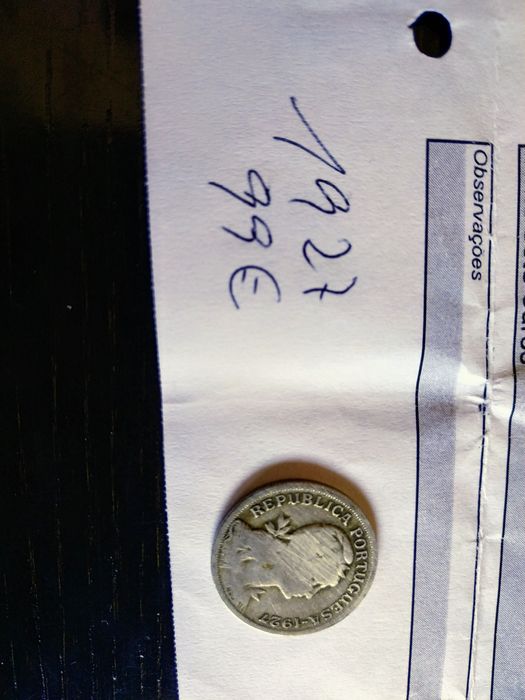 Observações
1927
99€
REPUBLICA PORTUGUESA-1927